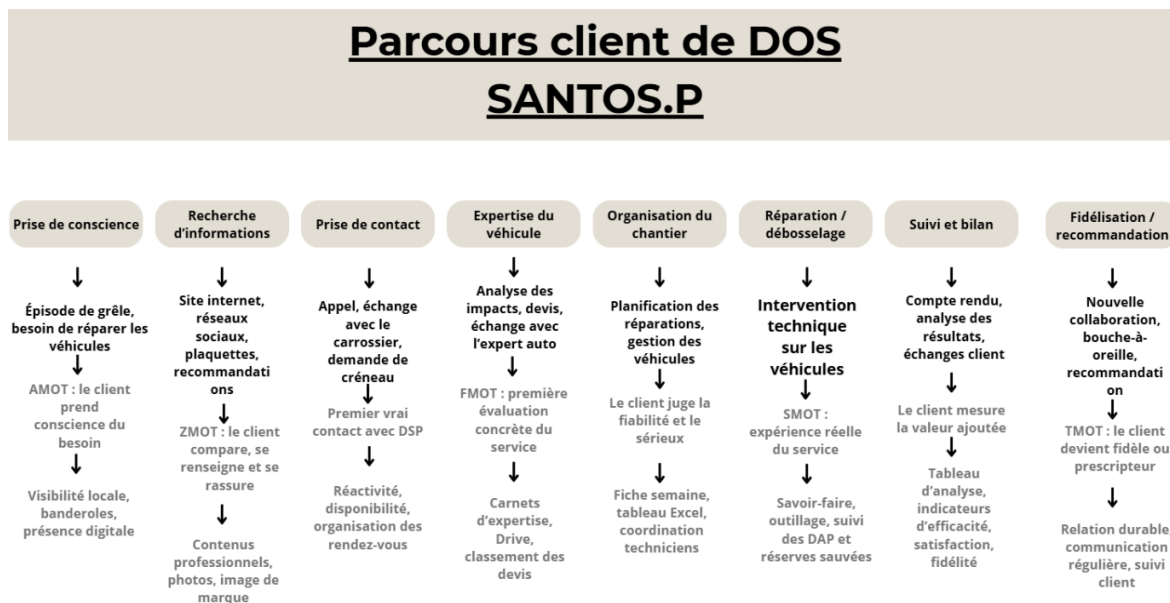 Parcours client de DOS
SANTOS.P
Prise de conscience
Épisode de grêle,
besoin de réparer les
véhicules
AMOT : le client
prend
conscience du
besoin
Visibilité locale,
banderoles,
présence digitale
Recherche
d'informations
Site internet,
réseaux
sociaux,
plaquettes,
recommandati
ons
ZMOT : le client
compare, se
renseigne et se
rassure
Contenus
professionnels,
photos, image de
marque
Prise de contact
Appel, échange
avec le
carrossier,
demande de
créneau
Premier vrai
contact avec DSP
Réactivité,
disponibilité,
organisation des
rendez-vous
Expertise du
véhicule
Analyse des
impacts, devis,
échange avec
l'expert auto
FMOT : première
évaluation
concrète du
service
Carnets
d'expertise,
Drive,
classement des
devis
Organisation du
chantier
Planification des
réparations,
gestion des
véhicules
Le client juge la
fiabilité et le
sérieux
Fiche semaine,
tableau Excel,
coordination
techniciens
Réparation /
débosselage
Intervention
technique
sur les
véhicules
SMOT :
expérience réelle
du service
Savoir-faire,
outillage, suivi
des DAP et
réserves sauvées
Suivi et bilan
Compte rendu,
analyse des
résultats,
échanges client
Le client mesure
la valeur ajoutée
Tableau
d'analyse,
indicateurs
d'efficacité,
satisfaction,
fidélité
Fidélisation /
recommandation
Nouvelle
collaboration,
bouche-à-
oreille,
recommandati
on
TMOT : le client
devient fidèle ou
prescripteur
Relation durable,
communication
régulière, suivi
client